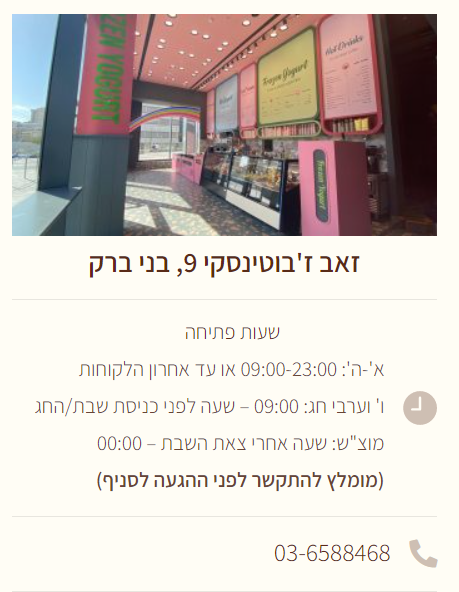 ZEN YOGURT
Frozen Yogurt
Hot Drinks
Frozen Yogurt
זאב ז'בוטינסקי 9, בני ברק
שעות פתיחה
א'-ה': 09:00-23:00 או עד אחרון הלקוחות
ו' וערבי חג: 09:00 – שעה לפני כניסת שבת/החג
מוצ"ש: שעה אחרי צאת השבת – 00:00
(מומלץ להתקשר לפני ההגעה לסניף)
03-6588468